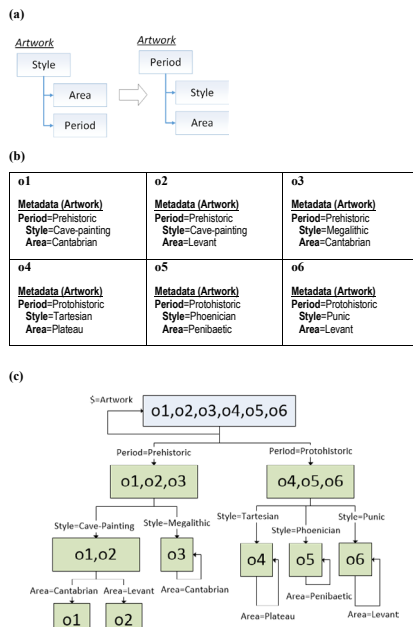 (a)
Artwork
Artwork
Style
Period
Area
Style
Period
Area
(b)
o1
o2
o3
Metadata (Artwork)
Metadata (Artwork)
Metadata (Artwork)
Period=Prehistoric
Period=Prehistoric
Period=Prehistoric
Style=Cave-painting
Style=Cave-painting
Style=Megalithic
Area=Cantabrian
Area=Levant
Area=Cantabrian
o4
o5
o6
Metadata (Artwork)
Metadata (Artwork)
Metadata (Artwork)
Period=Protohistoric
Period=Protohistoric
Period=Protohistoric
Style=Tartesian
Style=Phoenician
Style=Punic
Area=Plateau
Area=Penibaetic
Area=Levant
(c)
$=Artwork
o1,o2,o3,o4,o5,o6
Period=Prehistoric
Period=Protohistoric
o1,o2,o3
o4,o5,o6
Style=Cave-Painting
Style=Megalithic
Style=Tartesian
Style=Phoenician
Style=Punic
o1,o2
o3
o4
o5
o6
Area=Cantabrian
Area=Levant
Area=Cantabrian
Area=Penibaetic
Area=Plateau
Area=Levant
o1
o2